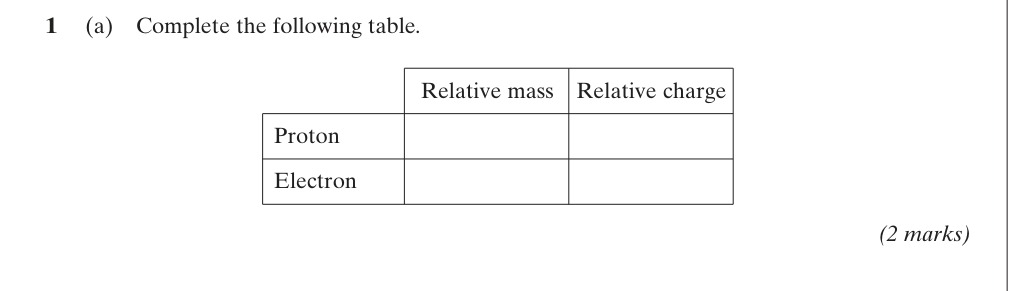 1 (a) Complete the following table.
Relative mass Relative charge
Proton
Electron
(2 marks)